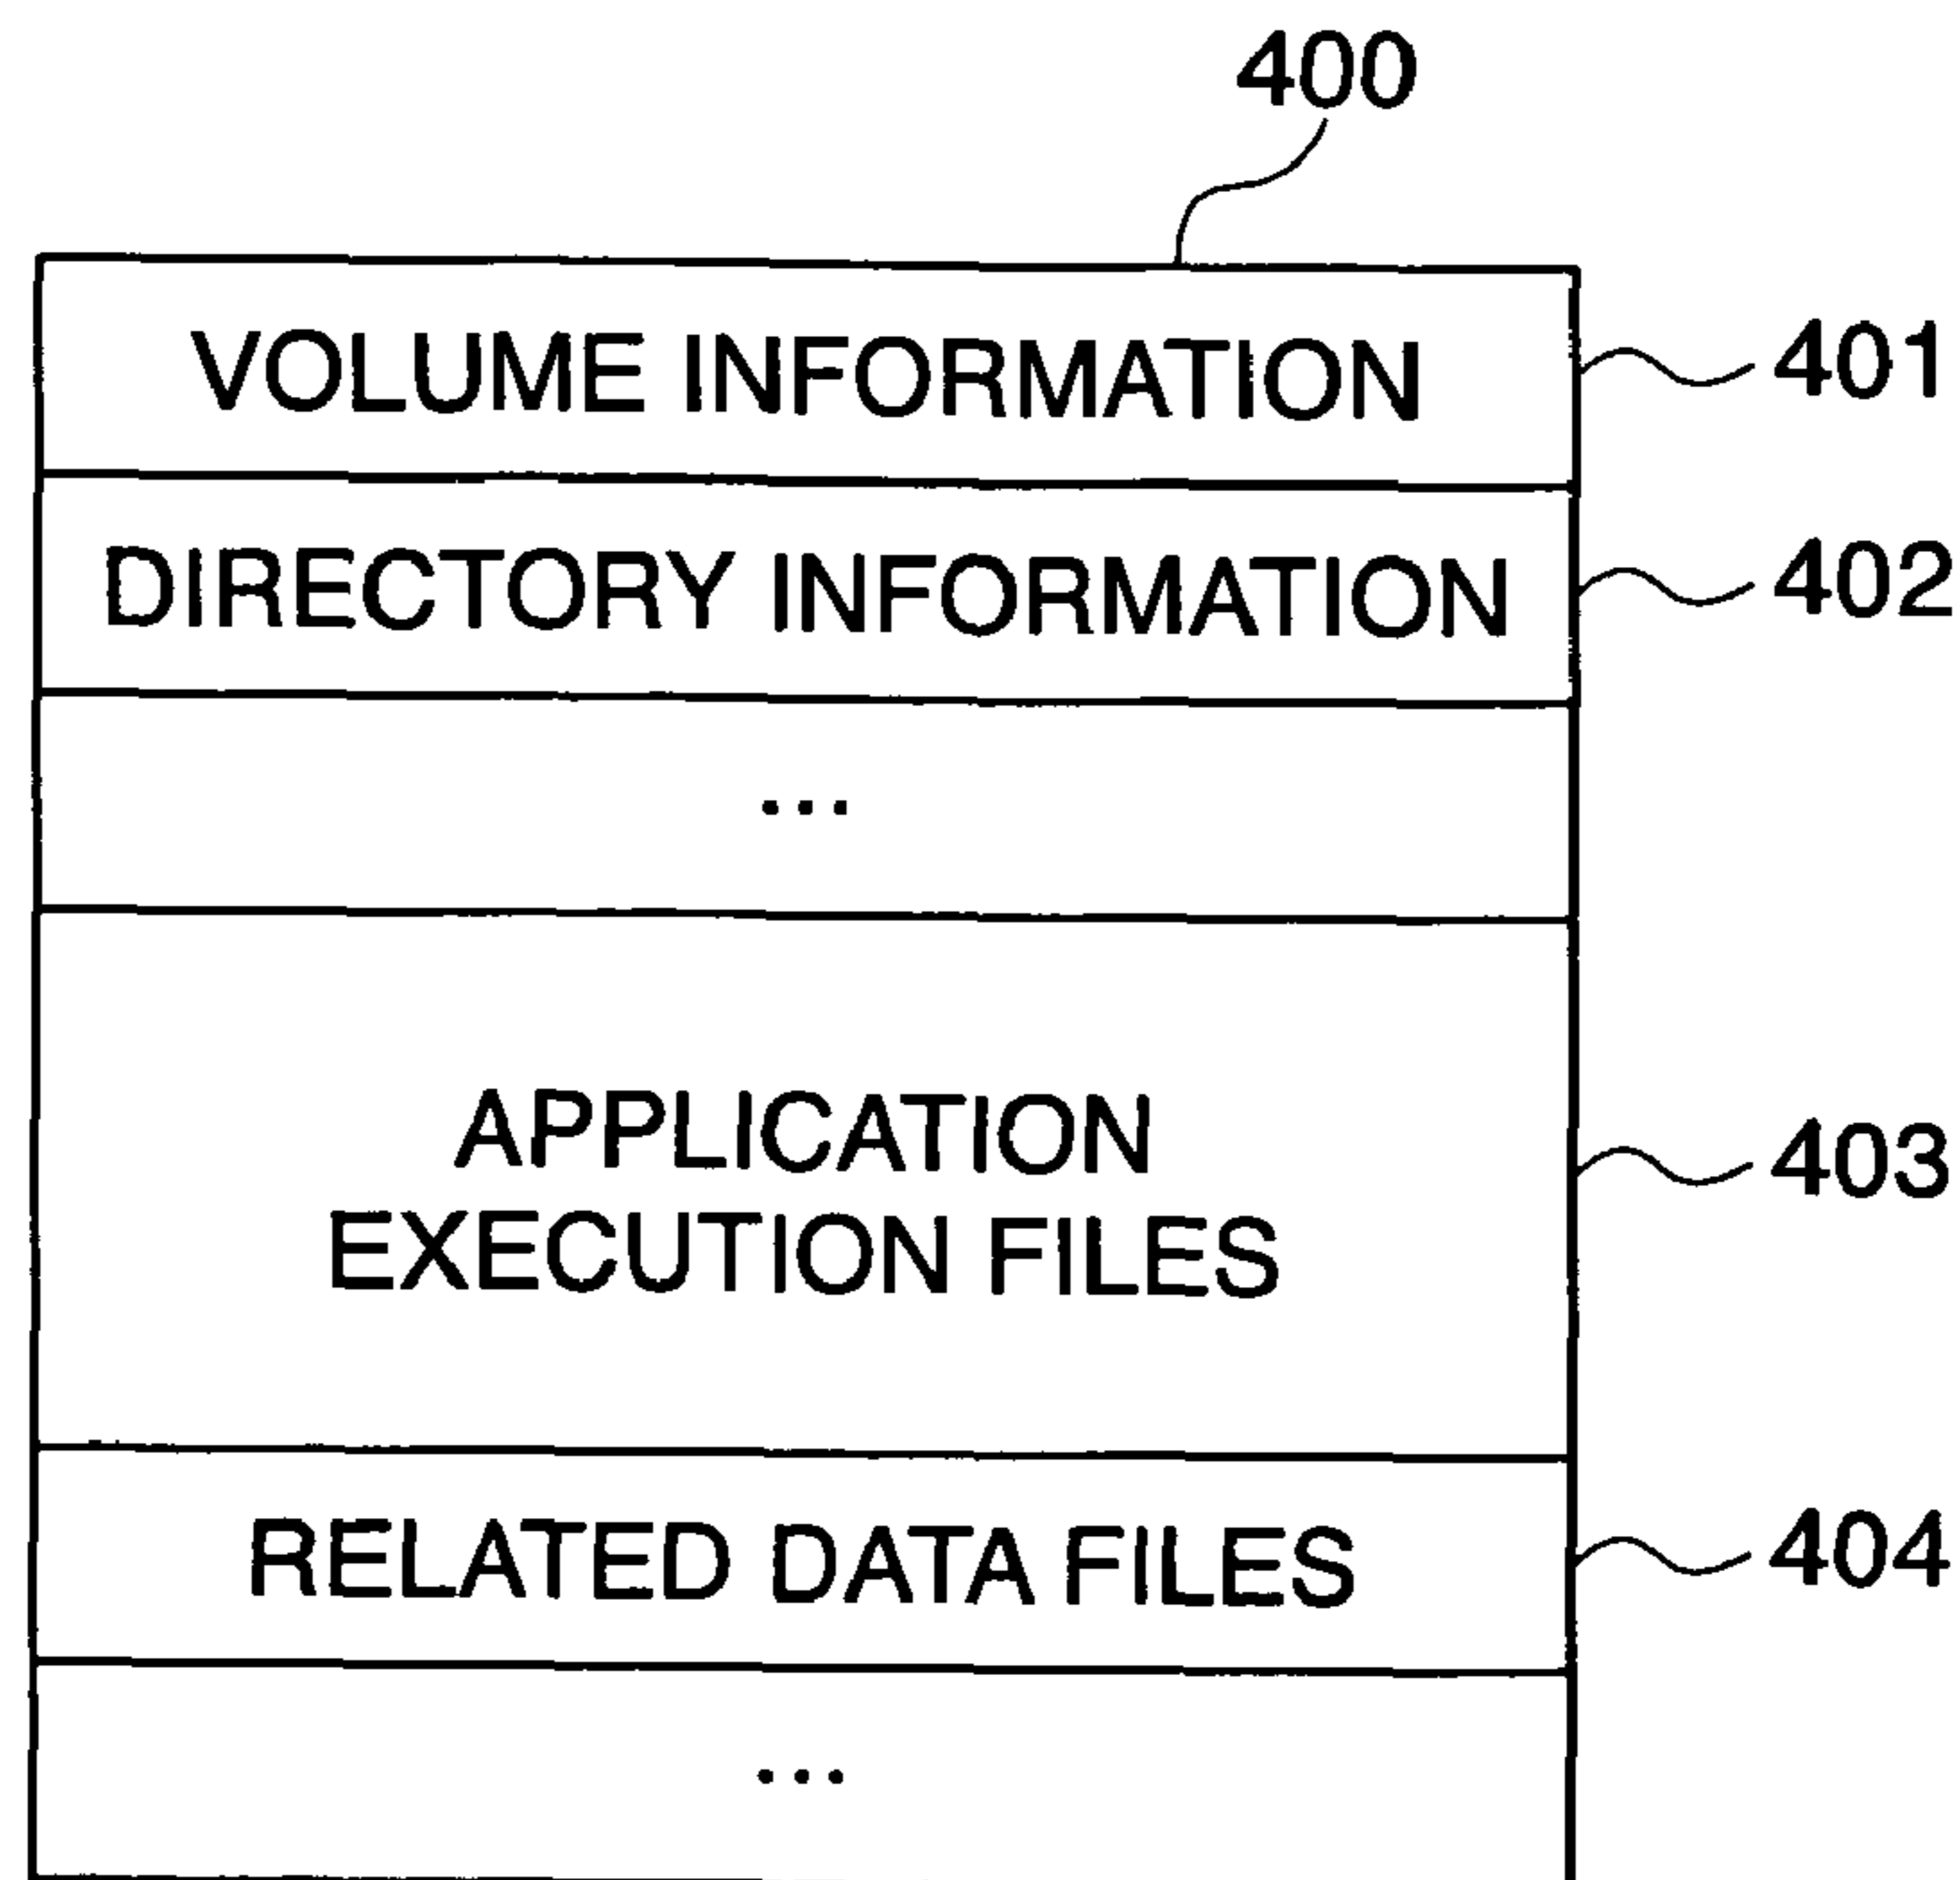 400
VOLUME INFORMATION 401
DIRECTORY INFORMATION 402
...
APPLICATION
EXECUTION FILES
403
RELATED DATA FILES 404
...